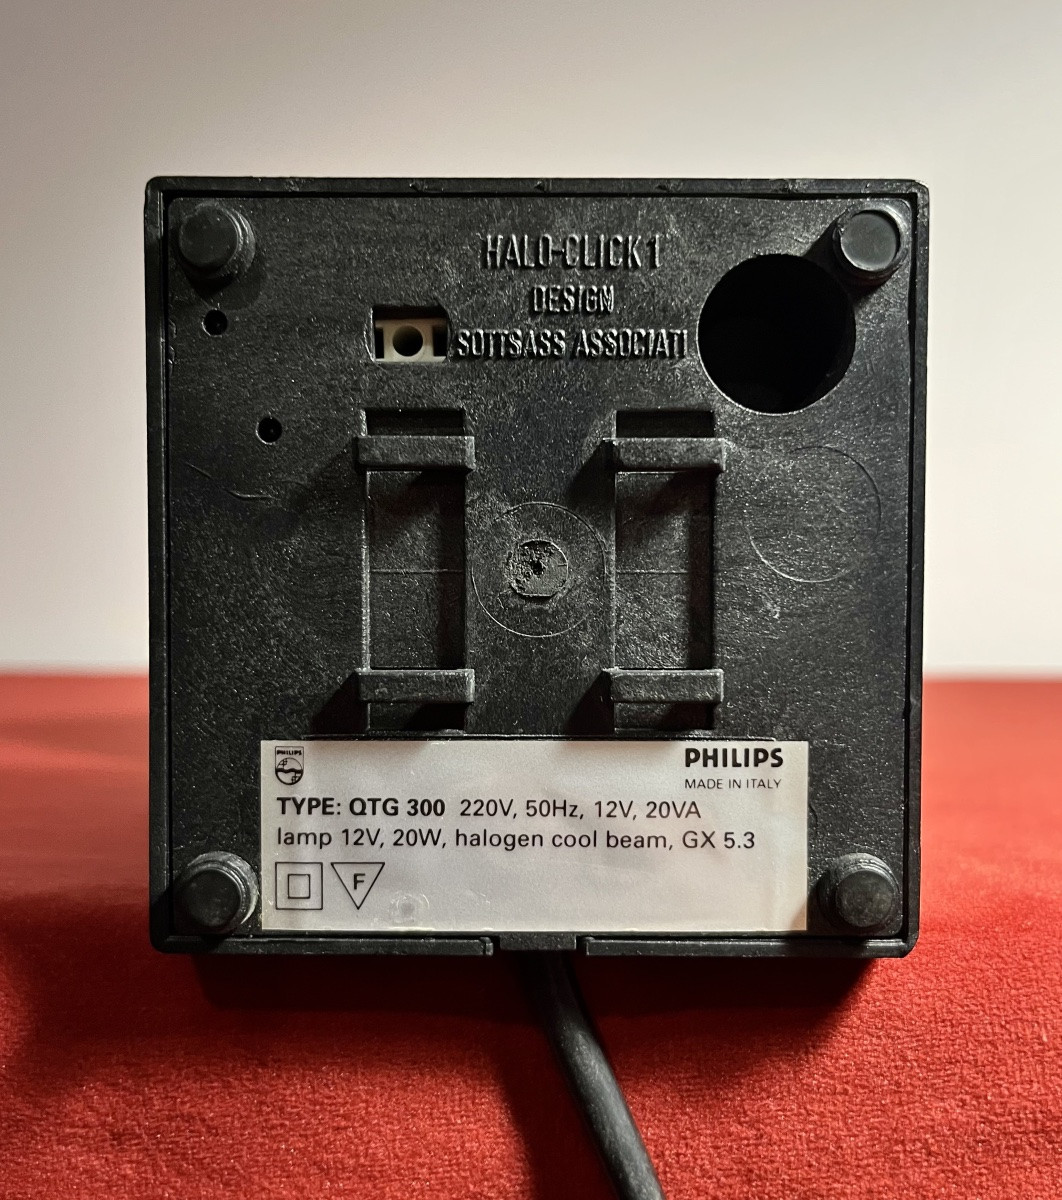 HALO-CLICK 1
DESIGN
SOTTSASS ASSOCIATI
PHILIPS
PHILIPS
MADE IN ITALY
TYPE: QTG 300 220V, 50Hz, 12V, 20VA
lamp 12V, 20W, halogen cool beam, GX 5.3
F